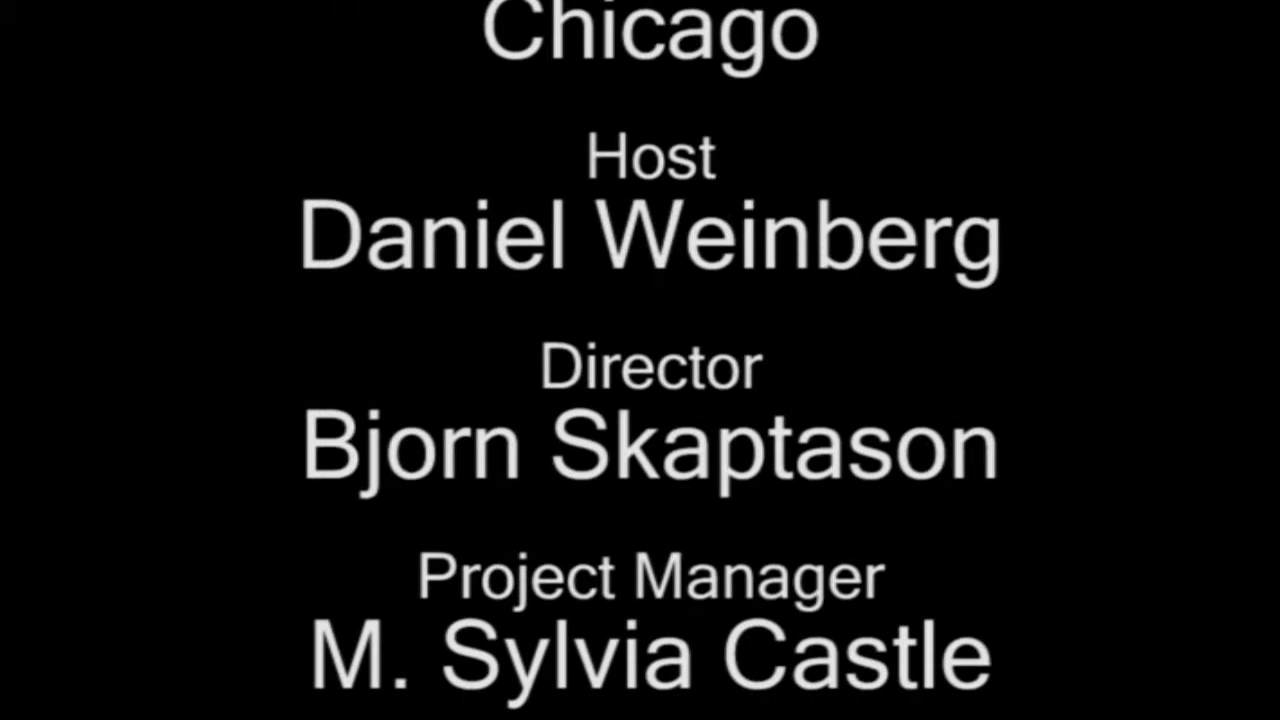 Chicago
Host
Daniel Weinberg
Director
Bjorn Skaptason
Project Manager
M. Sylvia Castle